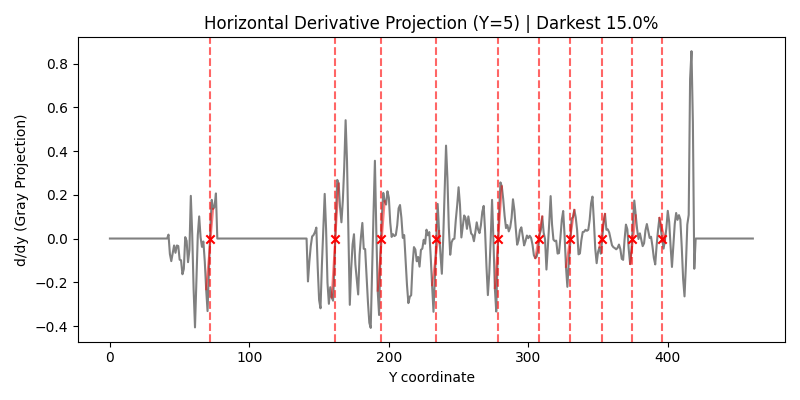 Horizontal Derivative Projection (Y=5) | Darkest 15.0%
0.8
0.6
0.4
0.2
0.0
−0.2
−0.4
d/dy (Gray Projection)
0 100 200 300 400
Y coordinate